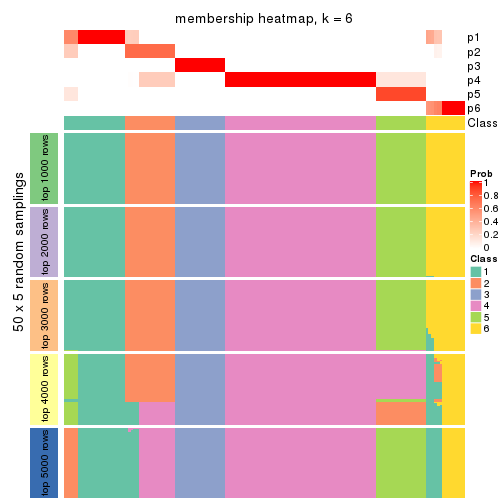 membership heatmap, k = 6
p1
p2
p3
p4
p5
p6
Class
50 x 5 random samplings
top 1000 rows
top 2000 rows
top 3000 rows
top 4000 rows
top 5000 rows
Prob
1
0.8
0.6
0.4
0.2
0
Class
1
2
3
4
5
6